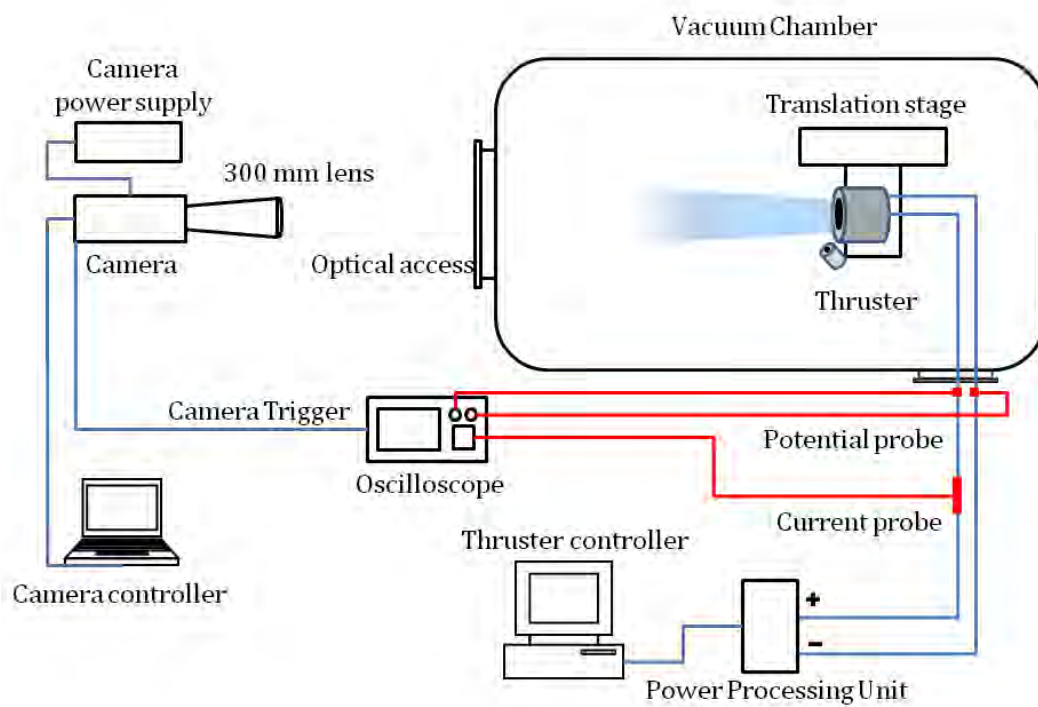 Vacuum Chamber
Camera
power supply
Translation stage
300 mm lens
Camera
Optical access
Thruster
Camera Trigger
Potential probe
Oscilloscope
Current probe
Thruster controller
Camera controller
+
−
Power Processing Unit